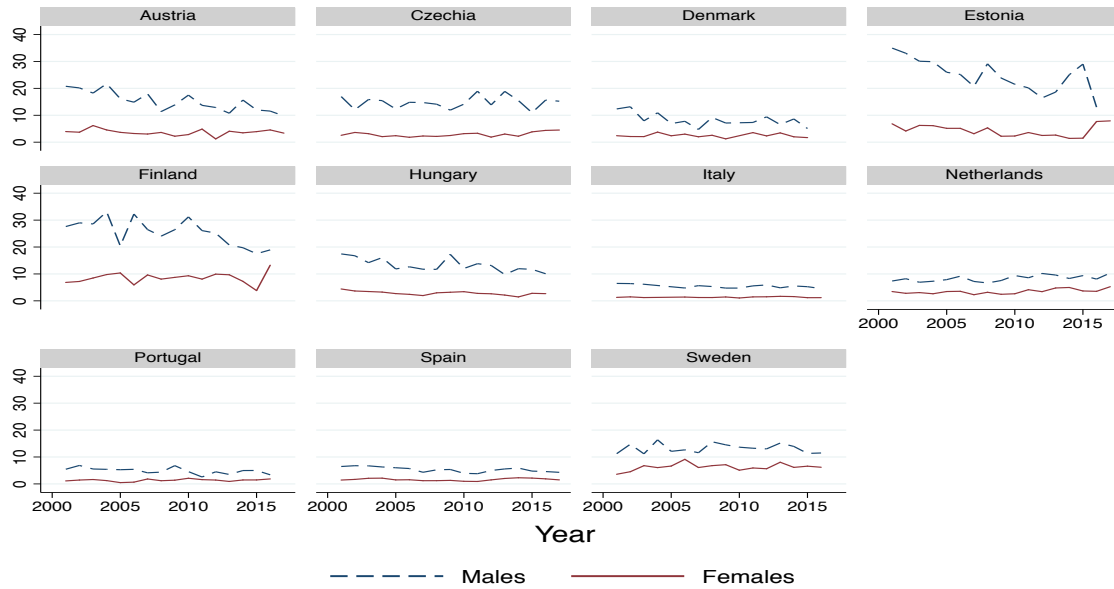 Austria Czechia Denmark Estonia
40
30
20
10
0
Finland Hungary Italy Netherlands
40
30
20
10
0
2000 2005 2010 2015
Portugal Spain Sweden
40
30
20
10
0
2000 2005 2010 2015 2000 2005 2010 2015 2000 2005 2010 2015
Year
Males Females